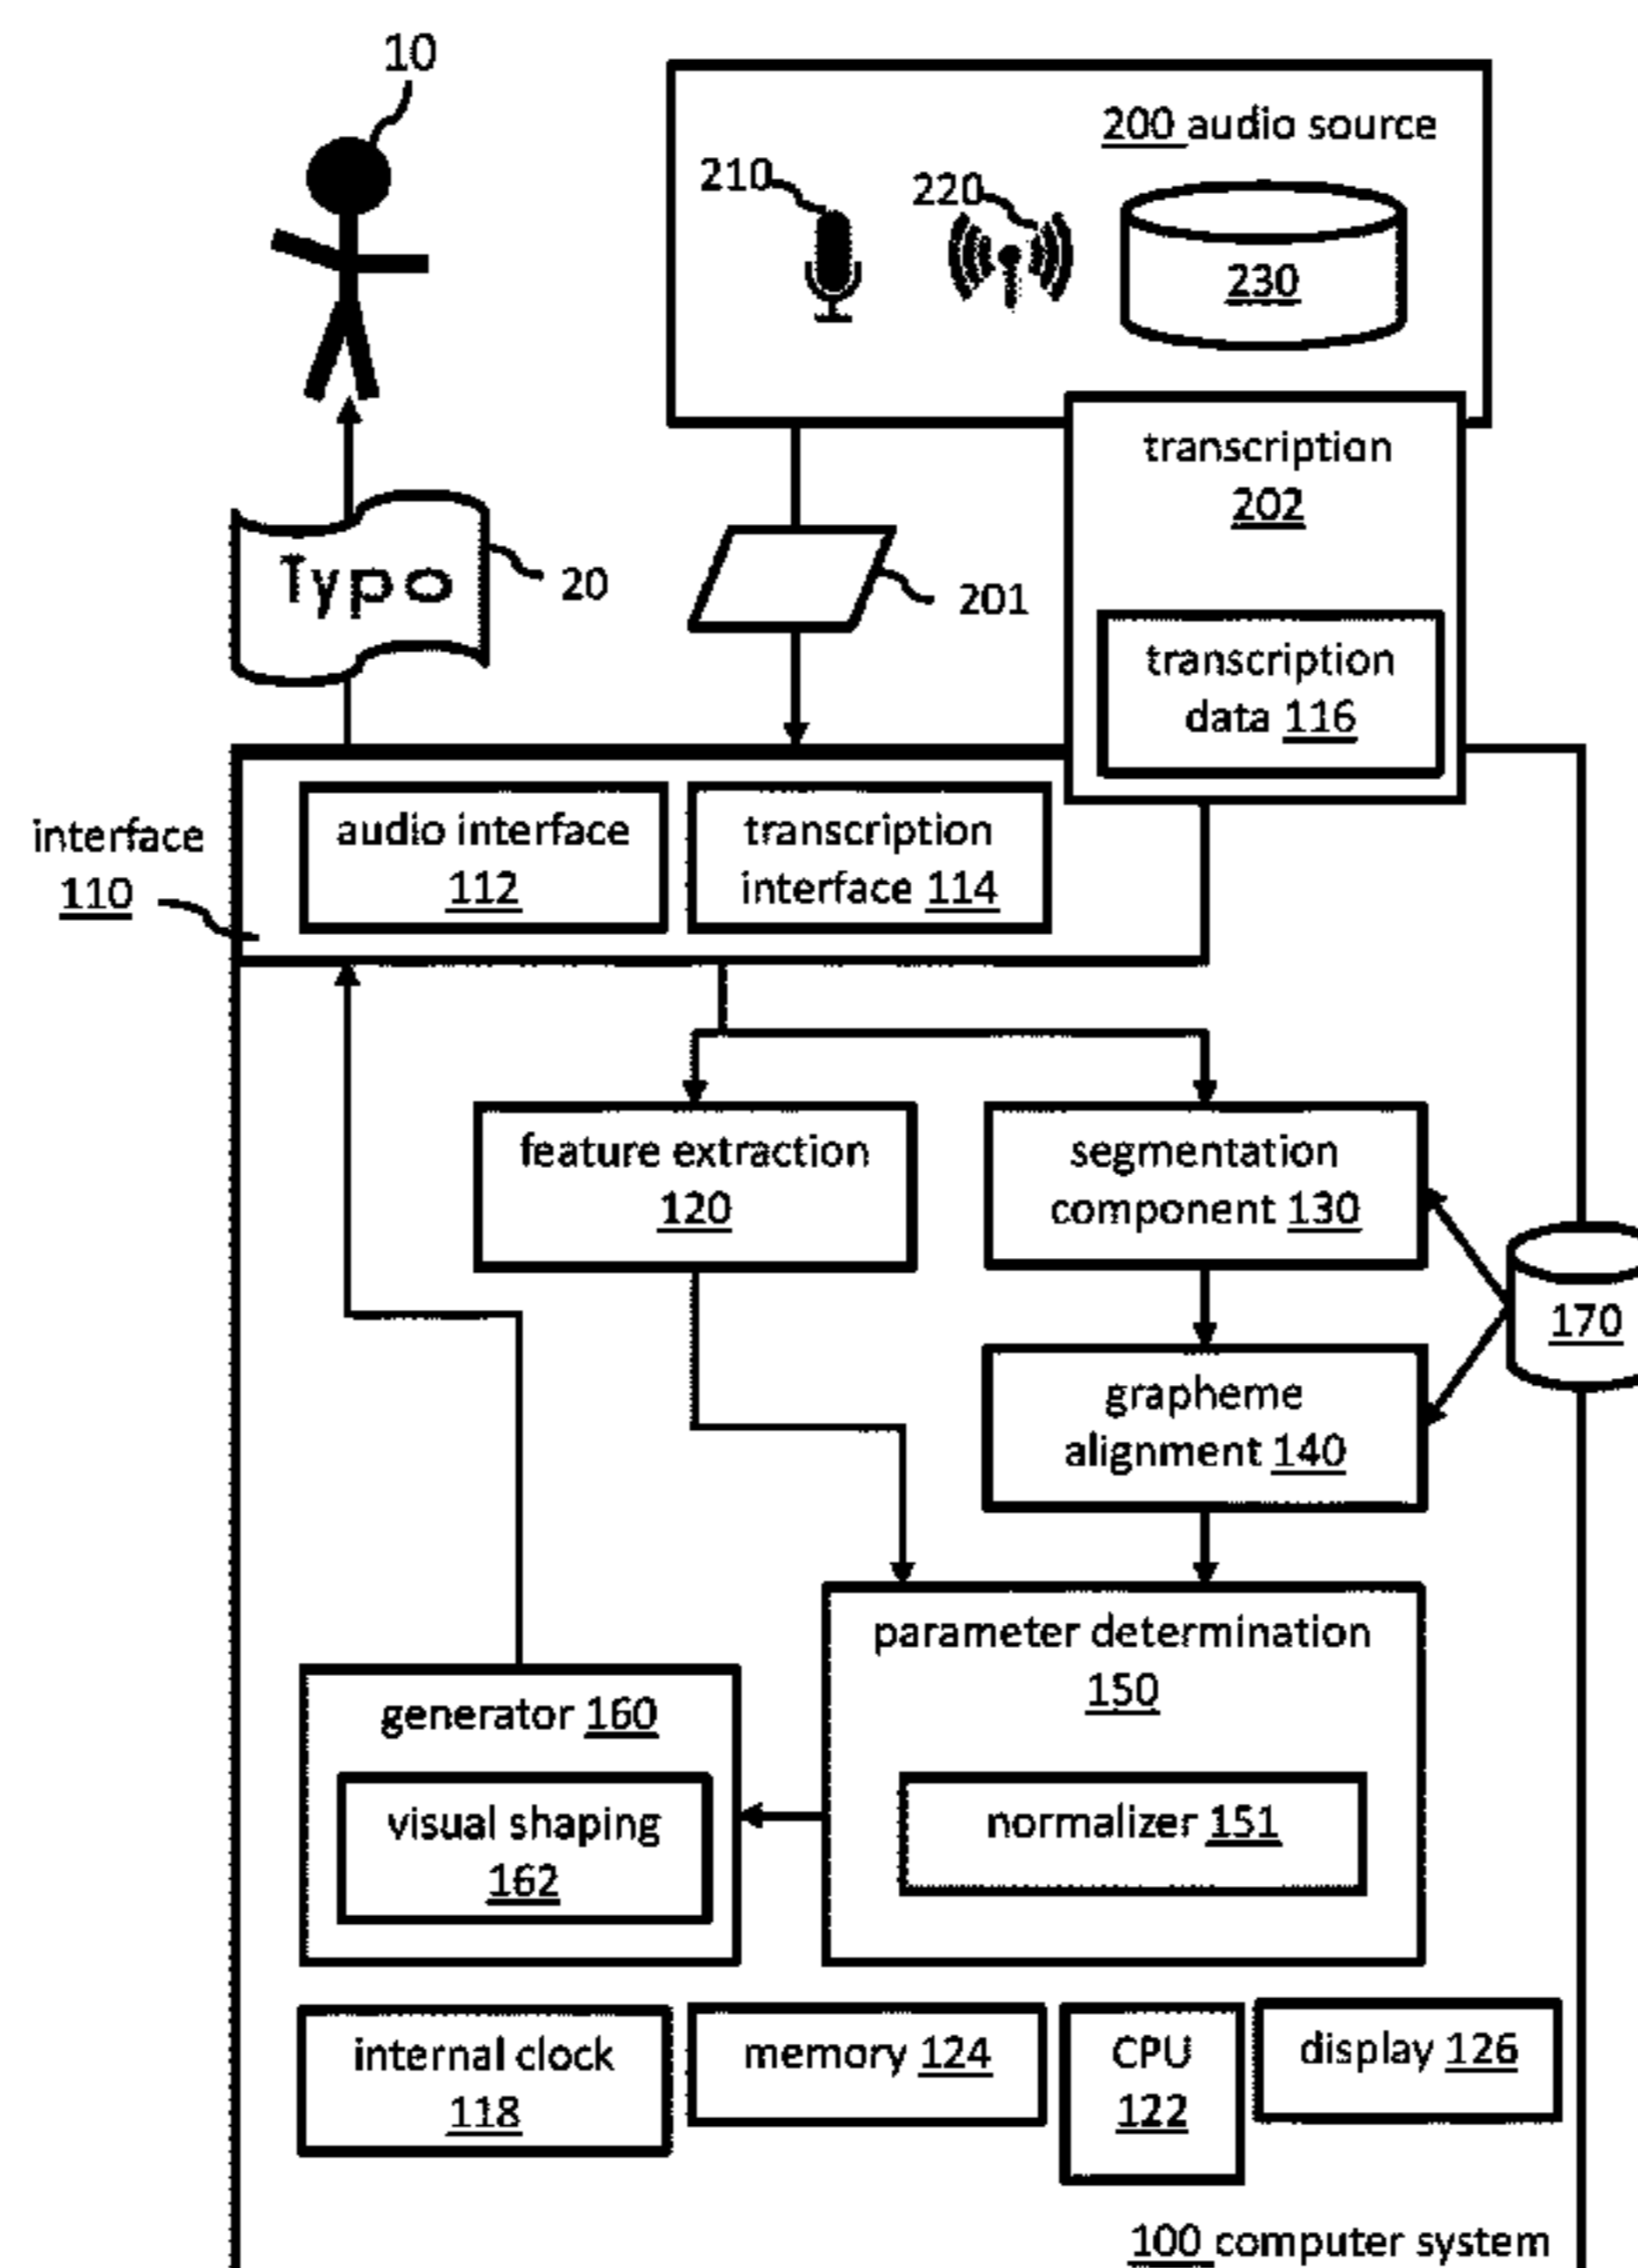 10
200 audio source
210
220
230
transcription
202
Typo
20
201
transcription
data 116
interface
110
audio interface
112
transcription
interface 114
feature extraction
120
segmentation
component 130
170
grapheme
alignment 140
parameter determination
150
generator 160
visual shaping
162
normalizer 151
internal clock
118
memory 124
CPU
122
display 126
100 computer system